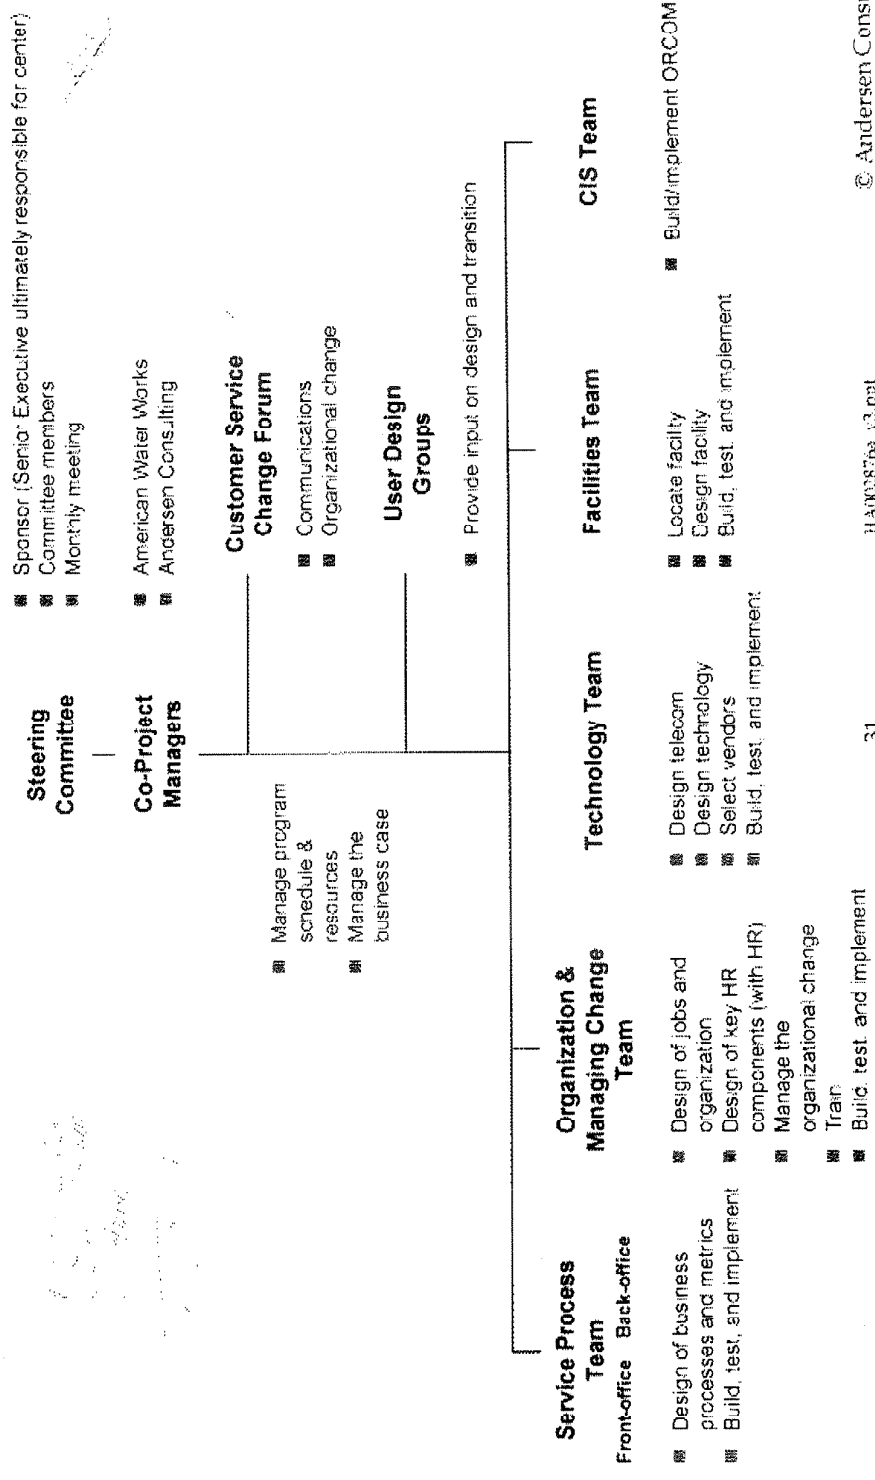 Steering
Committee
■ Sponsor (Senior Executive ultimately responsible for center)
■ Committee members
■ Monthly meeting
Co-Project
Managers
■ American Water Works
■ Andersen Consulting
■ Manage program
schedule &
resources
■ Manage the
business case
Customer Service
Change Forum
■ Communications
■ Organizational change
User Design
Groups
■ Provide input on design and transition
Service Process
Team
Front-office Back-office
■ Design of business
processes and metrics
■ Build, test, and implement
Organization &
Managing Change
Team
■ Design of jobs and
organization
■ Design of key HR
components (with HR)
■ Manage the
organizational change
■ Train
■ Build, test, and implement
Technology Team
■ Design telecom
■ Design technology
■ Select vendors
■ Build, test, and implement
Facilities Team
■ Locate facility
■ Design facility
■ Build, test, and implement
CIS Team
■ Build/implement ORCOM
31
© Andersen